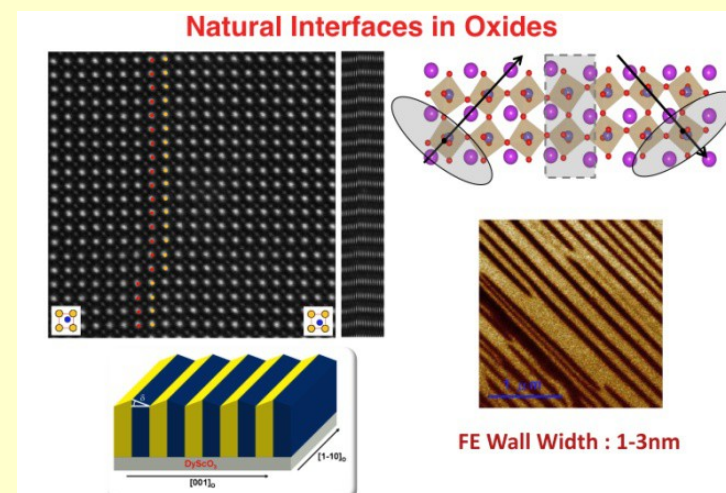 Natural Interfaces in Oxides
δ
DyScO₃
[1-10]ₒ
[001]ₒ
FE Wall Width : 1-3nm